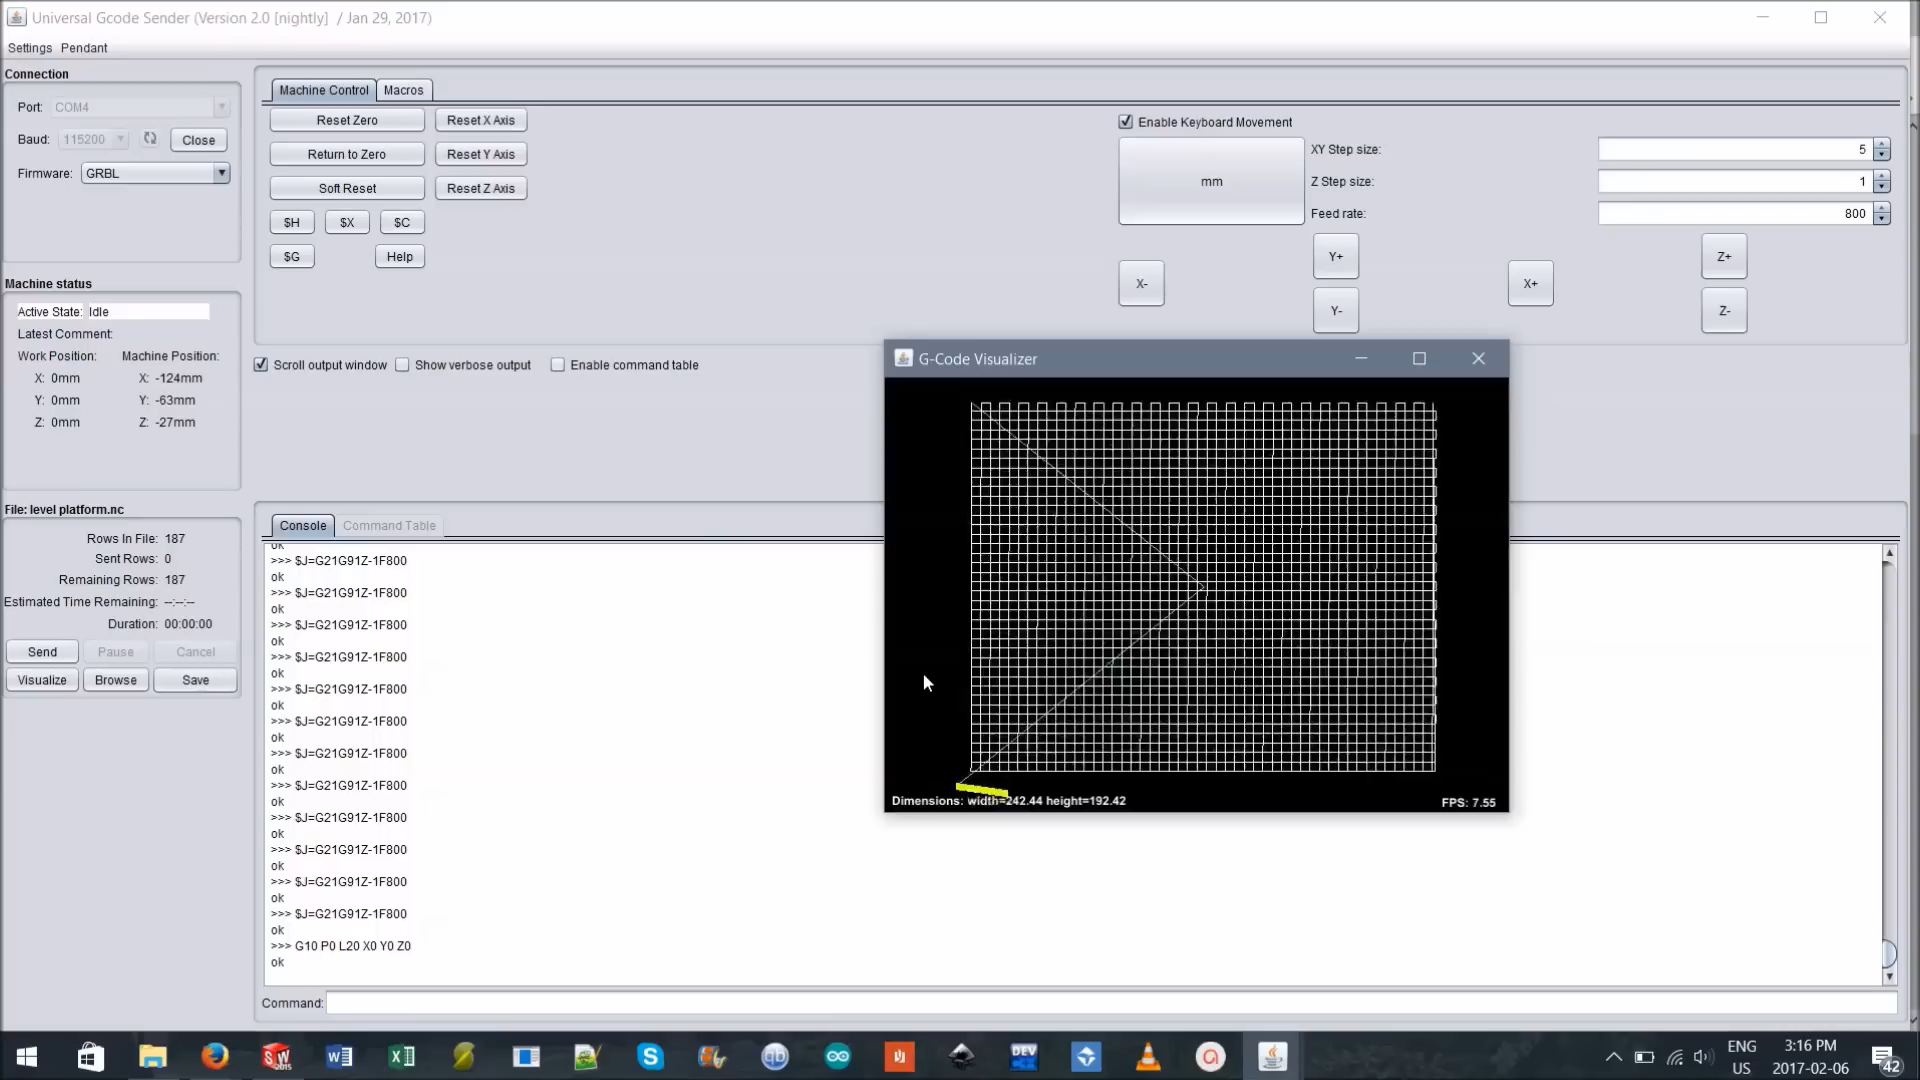 Universal Gcode Sender (Version 2.0 [nightly] / Jan 29, 2017)
Settings Pendant
Connection
Port: COM4
Baud: 115200 Close
Firmware: GRBL
Machine status
Active State: Idle
Latest Comment:
Work Position: Machine Position:
X: 0mm X: -124mm
Y: 0mm Y: -63mm
Z: 0mm Z: -27mm
File: level platform.nc
Rows In File: 187
Sent Rows: 0
Remaining Rows: 187
Estimated Time Remaining: --:--:--
Duration: 00:00:00
Send Pause Cancel
Visualize Browse Save
Machine Control Macros
Reset Zero Reset X Axis
Return to Zero Reset Y Axis
Soft Reset Reset Z Axis
$H $X $C
$G Help
Enable Keyboard Movement
mm
XY Step size: 5
Z Step size: 1
Feed rate: 800
Y+ Z+
X- X+
Y- Z-
Scroll output window Show verbose output Enable command table
Console Command Table
ok
>>> $J=G21G91Z-1F800
ok
>>> $J=G21G91Z-1F800
ok
>>> $J=G21G91Z-1F800
ok
>>> $J=G21G91Z-1F800
ok
>>> $J=G21G91Z-1F800
ok
>>> $J=G21G91Z-1F800
ok
>>> $J=G21G91Z-1F800
ok
>>> $J=G21G91Z-1F800
ok
>>> $J=G21G91Z-1F800
ok
>>> $J=G21G91Z-1F800
ok
>>> $J=G21G91Z-1F800
ok
>>> $J=G21G91Z-1F800
ok
>>> G10 P0 L20 X0 Y0 Z0
ok
Command:
G-Code Visualizer
Dimensions: width=242.44 height=192.42
FPS: 7.55
SW
2015
DEV
ENG
US
3:16 PM
2017-02-06
42